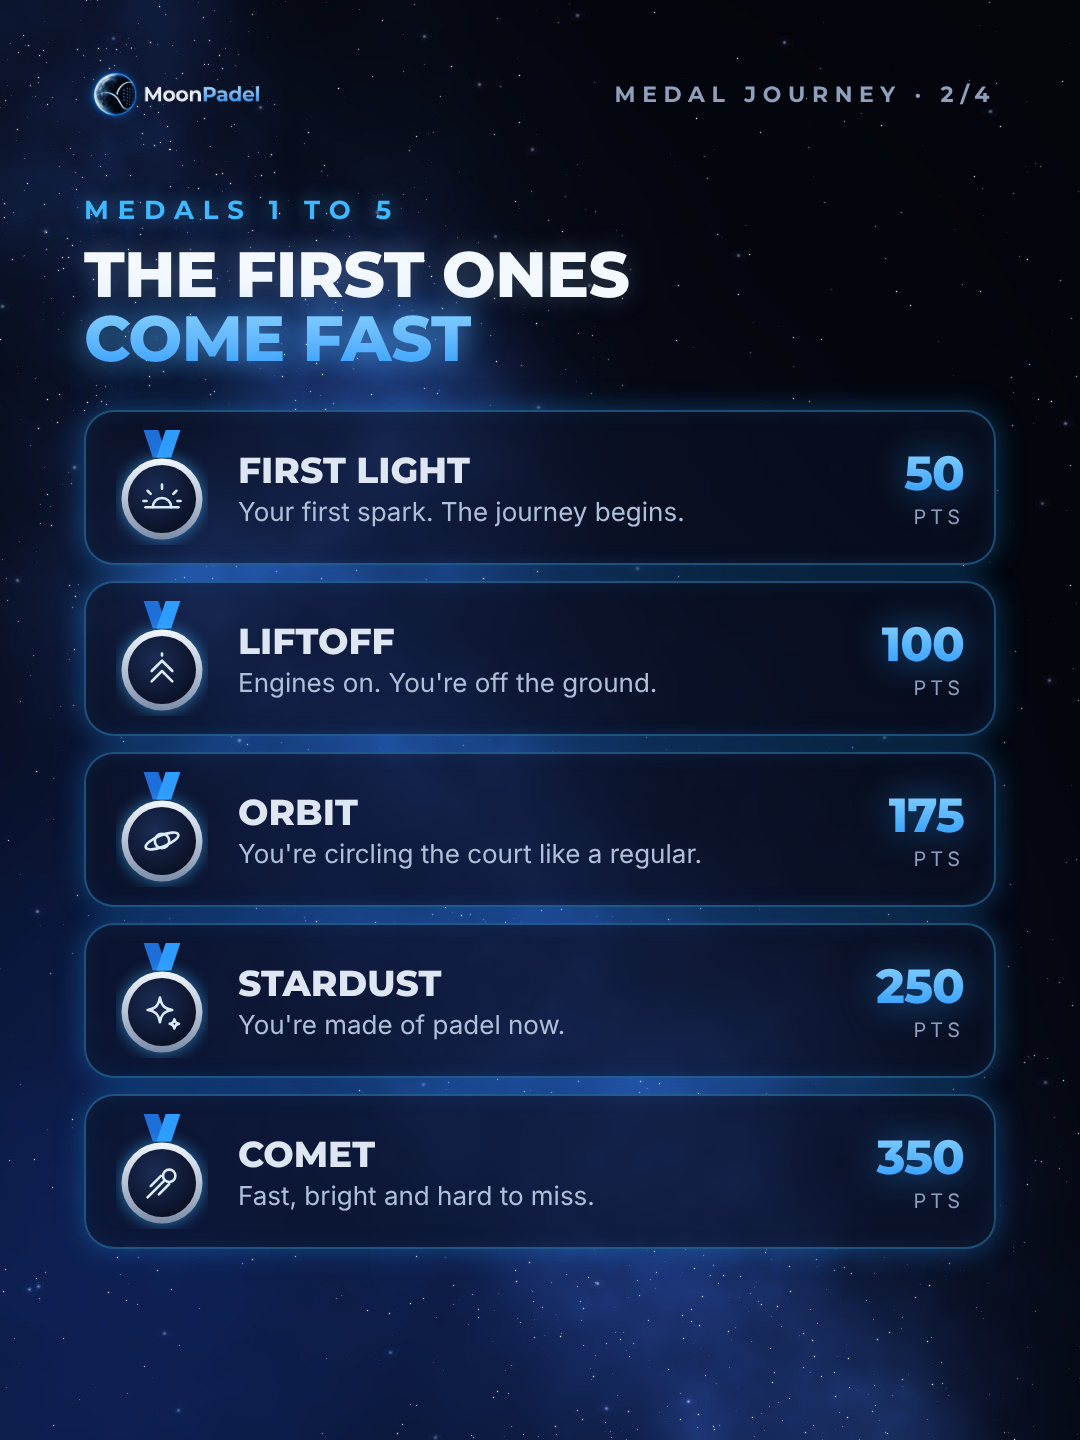 MoonPadel
MEDAL JOURNEY · 2/4
MEDALS 1 TO 5
THE FIRST ONES
COME FAST
FIRST LIGHT
Your first spark. The journey begins.
50
PTS
LIFTOFF
Engines on. You're off the ground.
100
PTS
ORBIT
You're circling the court like a regular.
175
PTS
STARDUST
You're made of padel now.
250
PTS
COMET
Fast, bright and hard to miss.
350
PTS